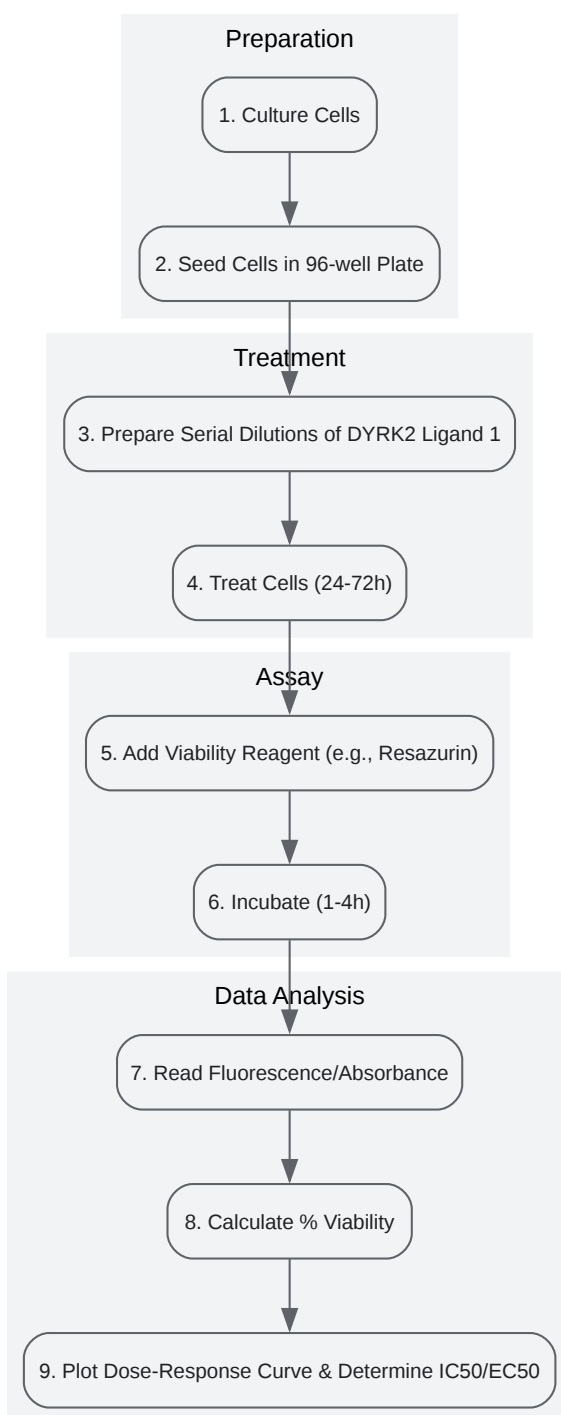 Preparation
1. Culture Cells
2. Seed Cells in 96-well Plate
Treatment
3. Prepare Serial Dilutions of DYRK2 Ligand 1
4. Treat Cells (24-72h)
Assay
5. Add Viability Reagent (e.g., Resazurin)
6. Incubate (1-4h)
Data Analysis
7. Read Fluorescence/Absorbance
8. Calculate % Viability
9. Plot Dose-Response Curve & Determine IC50/EC50